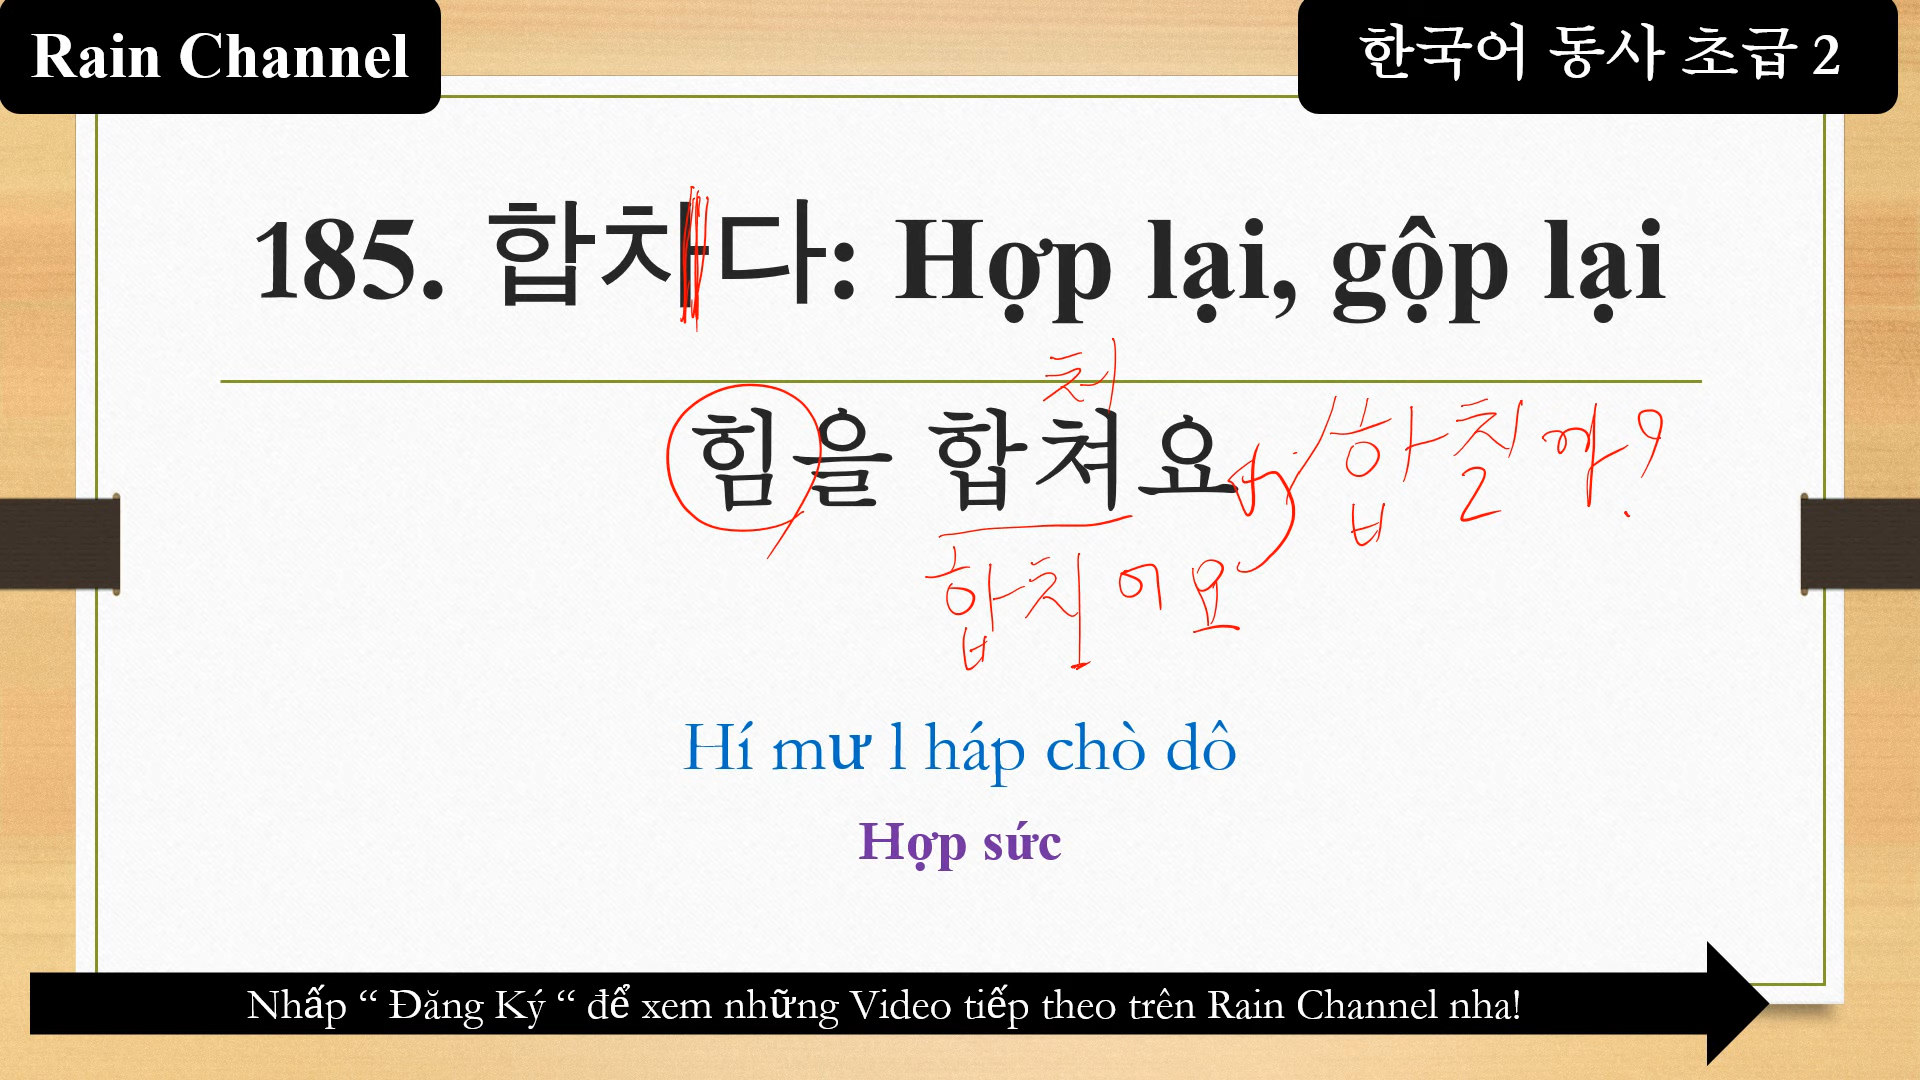 Rain Channel
한국어 동사 초급 2
185. 합차다: Hợp lại, gộp lại
처
힘을 합쳐요
합칠까?
합치어요
Hí mư l háp chò dô
Hợp sức
Nhấp “ Đăng Ký “ để xem những Video tiếp theo trên Rain Channel nha!